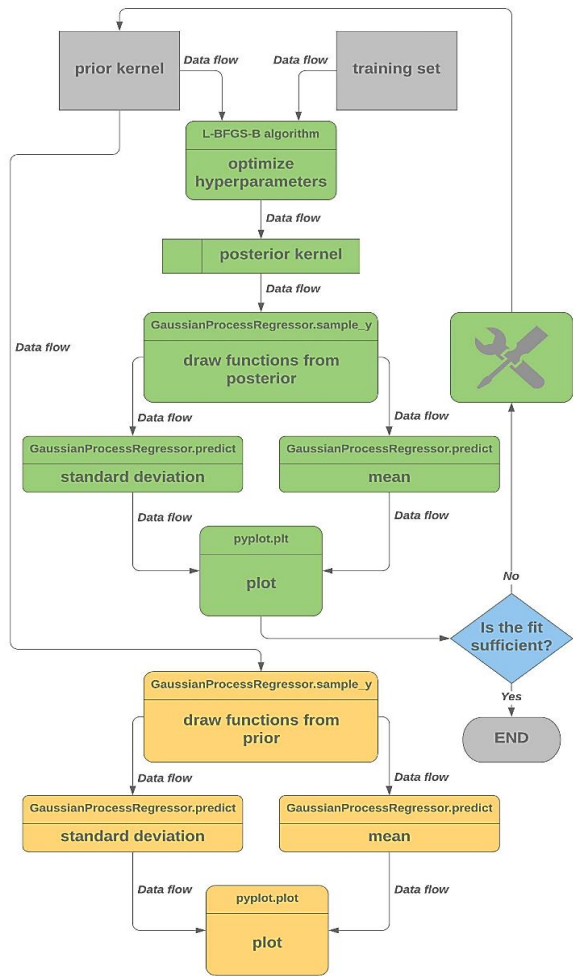 Data flow
Data flow
prior kernel
training set
L-BFGS-B algorithm
optimize
hyperparameters
Data flow
posterior kernel
Data flow
GaussianProcessRegressor.sample_y
draw functions from
posterior
Data flow
Data flow
Data flow
GaussianProcessRegressor.predict
standard deviation
GaussianProcessRegressor.predict
mean
Data flow
Data flow
pyplot.plt
plot
No
Is the fit
sufficient?
Yes
END
GaussianProcessRegressor.sample_y
draw functions from
prior
Data flow
Data flow
GaussianProcessRegressor.predict
standard deviation
GaussianProcessRegressor.predict
mean
Data flow
Data flow
pyplot.plot
plot